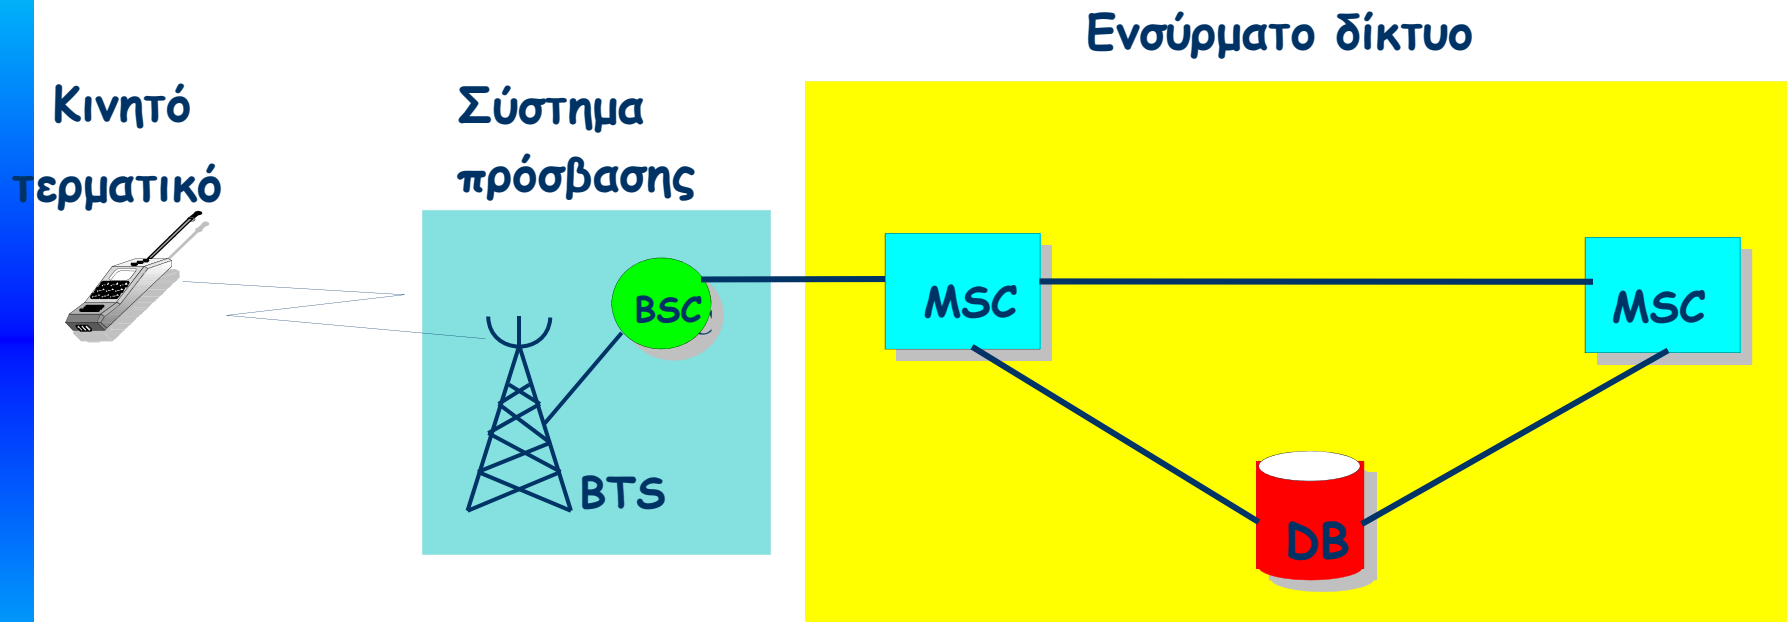 Ενσύρματο δίκτυο
Κινητό
τερματικό
Σύστημα
πρόσβασης
BSC
MSC
MSC
BTS
DB